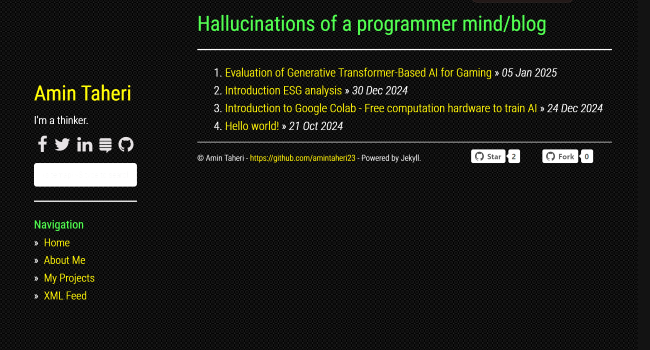 Hallucinations of a programmer mind/blog
1. Evaluation of Generative Transformer-Based AI for Gaming » 05 Jan 2025
2. Introduction ESG analysis » 30 Dec 2024
3. Introduction to Google Colab - Free computation hardware to train AI » 24 Dec 2024
4. Hello world! » 21 Oct 2024
© Amin Taheri - https://github.com/amintaheri23 - Powered by Jekyll.
Star 2
Fork 0
Amin Taheri
I'm a thinker.
Navigation
» Home
» About Me
» My Projects
» XML Feed